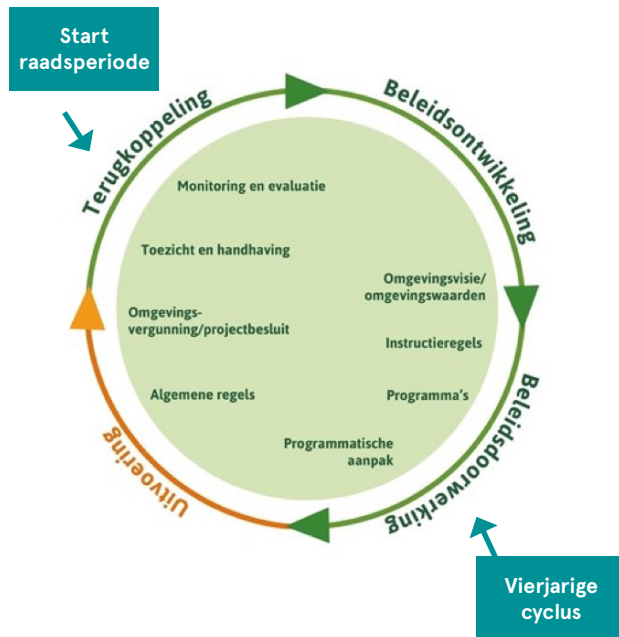 Start
raadsperiode
Terugkoppeling
Beleidsontwikkeling
Monitoring en evaluatie
Toezicht en handhaving
Omgevingsvisie/
omgevingswaarden
Omgevings-
vergunning/projectbesluit
Instructieregels
Algemene regels
Programma's
Programmatische
aanpak
Uitvoering
Beleidsdoorwerking
Vierjarige
cyclus